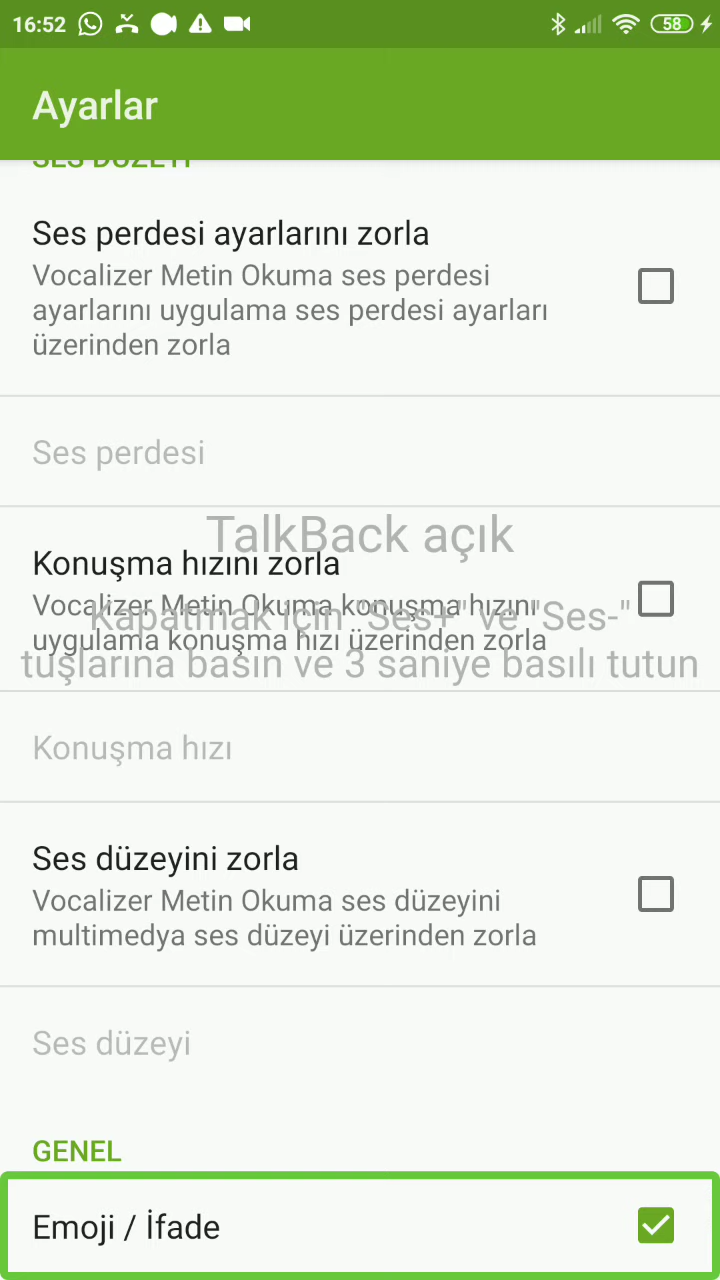 16:52
58
Ayarlar
SES DÜZEYİ
Ses perdesi ayarlarını zorla
Vocalizer Metin Okuma ses perdesi
ayarlarını uygulama ses perdesi ayarları
üzerinden zorla
Ses perdesi
TalkBack açık
Konuşma hızını zorla
Vocalizer Metin Okuma konuşma hızını
Kapatmak için "Ses+" ve "Ses-"
uygulama konuşma hızı üzerinden zorla
tuşlarına basın ve 3 saniye basılı tutun
Konuşma hızı
Ses düzeyini zorla
Vocalizer Metin Okuma ses düzeyini
multimedya ses düzeyi üzerinden zorla
Ses düzeyi
GENEL
Emoji / İfade